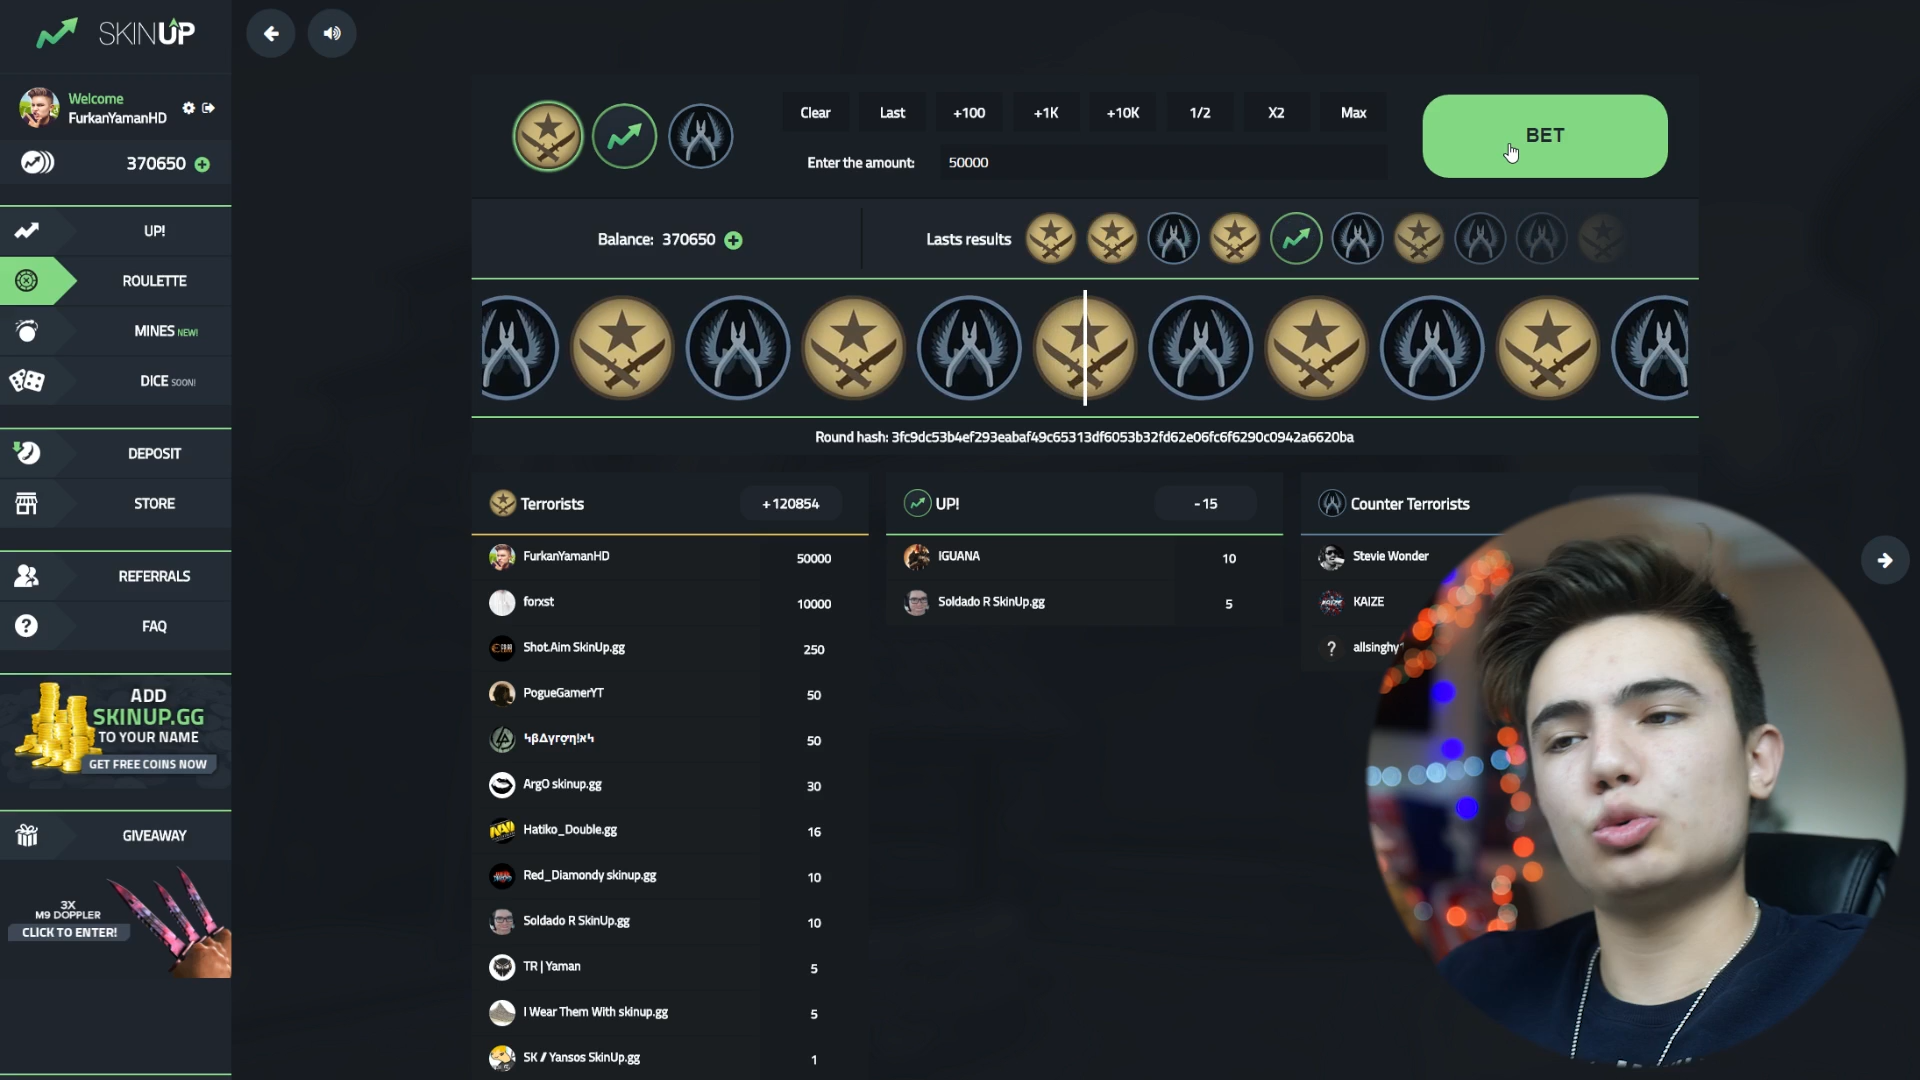 SKINUP
Welcome
FurkanYamanHD
370650
UP!
ROULETTE
MINES NEW!
DICE SOON!
DEPOSIT
STORE
REFERRALS
FAQ
ADD
SKINUP.GG
TO YOUR NAME
GET FREE COINS NOW
GIVEAWAY
3X
M9 DOPPLER
CLICK TO ENTER!
Clear
Last
+100
+1K
+10K
1/2
X2
Max
Enter the amount:
50000
BET
Balance: 370650
Lasts results
Round hash: 3fc9dc53b4ef293eabaf49c65313df6053b32fd62e06fc6f6290c0942a6620ba
Terrorists
+120854
FurkanYamanHD 50000
forxst 10000
Shot.Aim SkinUp.gg 250
PogueGamerYT 50
50
ArgO skinup.gg 30
Hatiko_Double.gg 16
Red_Diamondy skinup.gg 10
Soldado R SkinUp.gg 10
TR | Yaman 5
I Wear Them With skinup.gg 5
SK // Yansos SkinUp.gg 1
UP!
-15
IGUANA 10
Soldado R SkinUp.gg 5
Counter Terrorists
Stevie Wonder
KAIZE